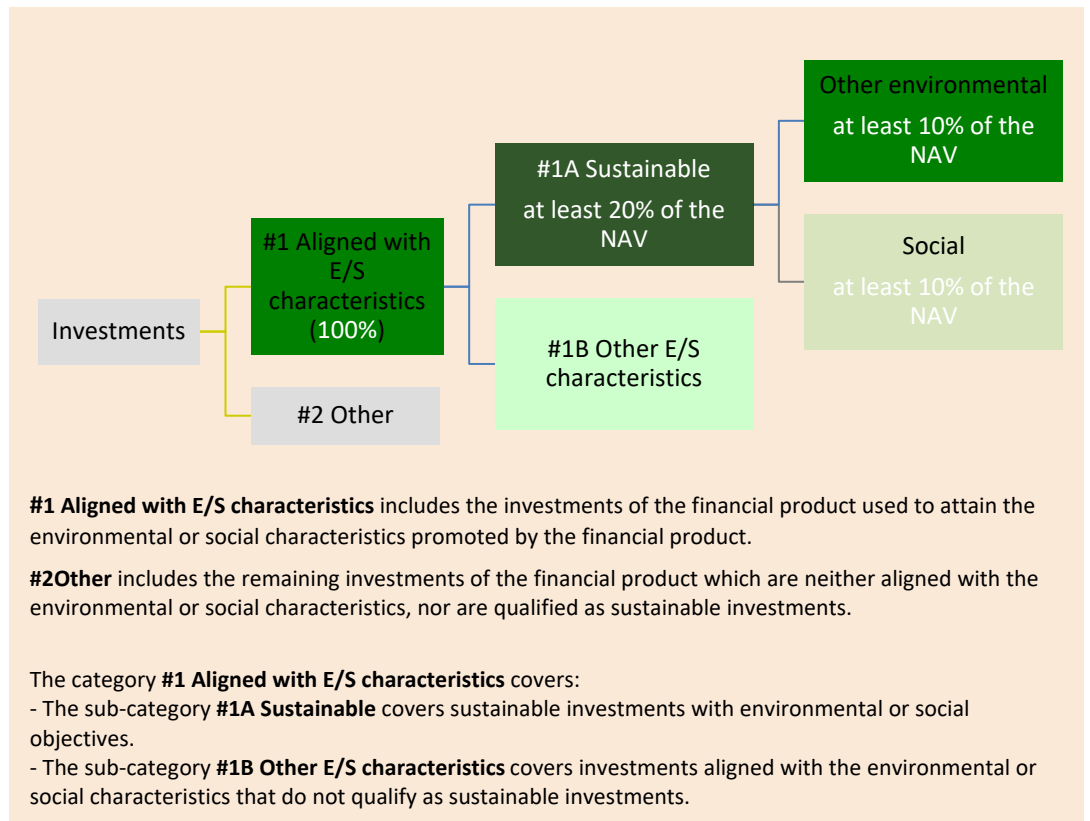 Other environmental
at least 10% of the
NAV
#1A Sustainable
at least 20% of the
NAV
#1 Aligned with
E/S
characteristics
(100%)
Social
at least 10% of the
NAV
Investments
#1B Other E/S
characteristics
#2 Other
#1 Aligned with E/S characteristics includes the investments of the financial product used to attain the
environmental or social characteristics promoted by the financial product.
#2Other includes the remaining investments of the financial product which are neither aligned with the
environmental or social characteristics, nor are qualified as sustainable investments.
The category #1 Aligned with E/S characteristics covers:
- The sub-category #1A Sustainable covers sustainable investments with environmental or social
objectives.
- The sub-category #1B Other E/S characteristics covers investments aligned with the environmental or
social characteristics that do not qualify as sustainable investments.